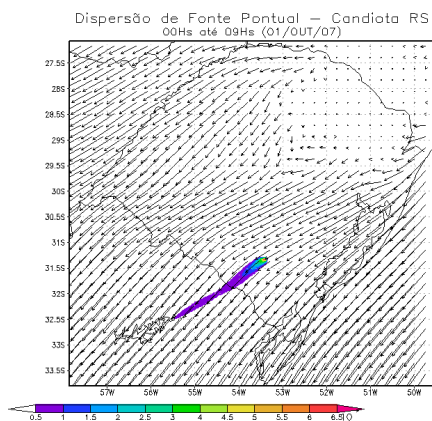 Dispersão de Fonte Pontual – Candiota RS
00Hs até 09Hs (01/OUT/07)
27.5S
28S
28.5S
29S
29.5S
30S
30.5S
31S
31.5S
32S
32.5S
33S
33.5S
57W 56W 55W 54W 53W 52W 51W 50W
0.5 1 1.5 2 2.5 3 4 4.5 5 5.5 6 6.5